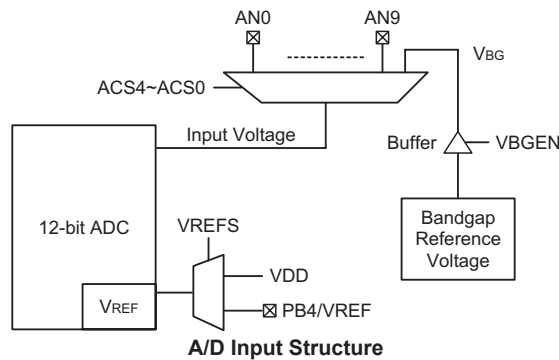 AN0 AN9
VBG
ACS4~ACS0
Input Voltage
Buffer VBGEN
12-bit ADC
Bandgap
Reference
Voltage
VREFS
VDD
VREF
PB4/VREF
A/D Input Structure